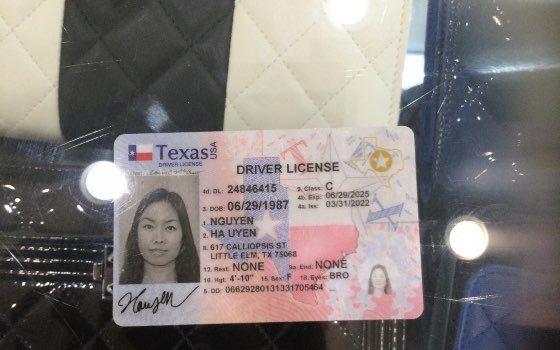 Texas USA
DRIVER LICENSE
DRIVER LICENSE
4d. DL: 24846415 9. Class: C
4b. Exp: 06/29/2025
3. DOB: 06/29/1987 4a. Iss: 03/31/2022
1. NGUYEN
2. HA UYEN
8. 617 CALLIOPSIS ST
LITTLE ELM, TX 75068
12. Rest: NONE 9a. End: NONE
16. Hgt: 4'-10" 15. Sex: F 18. Eyes: BRO
5. DD: 06629280131331705464